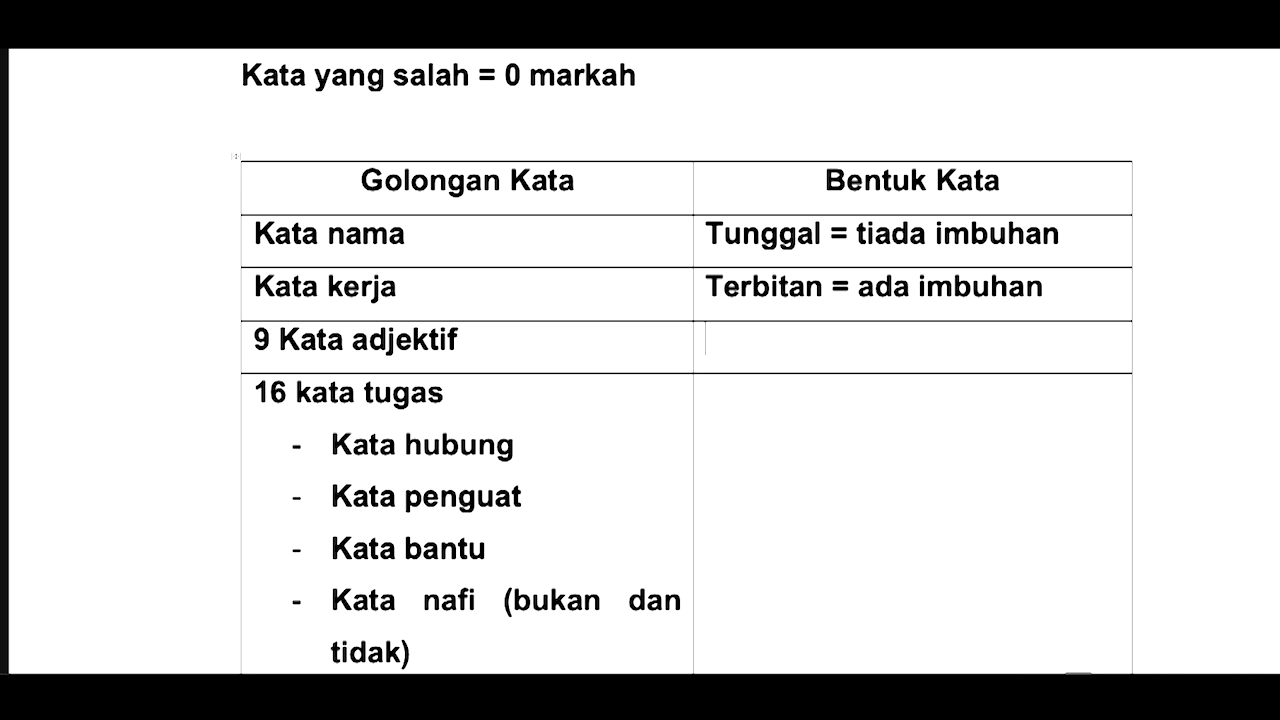 Kata yang salah = 0 markah
Golongan Kata
Bentuk Kata
Kata nama
Tunggal = tiada imbuhan
Kata kerja
Terbitan = ada imbuhan
9 Kata adjektif
16 kata tugas
- Kata hubung
- Kata penguat
- Kata bantu
- Kata nafi (bukan dan
tidak)